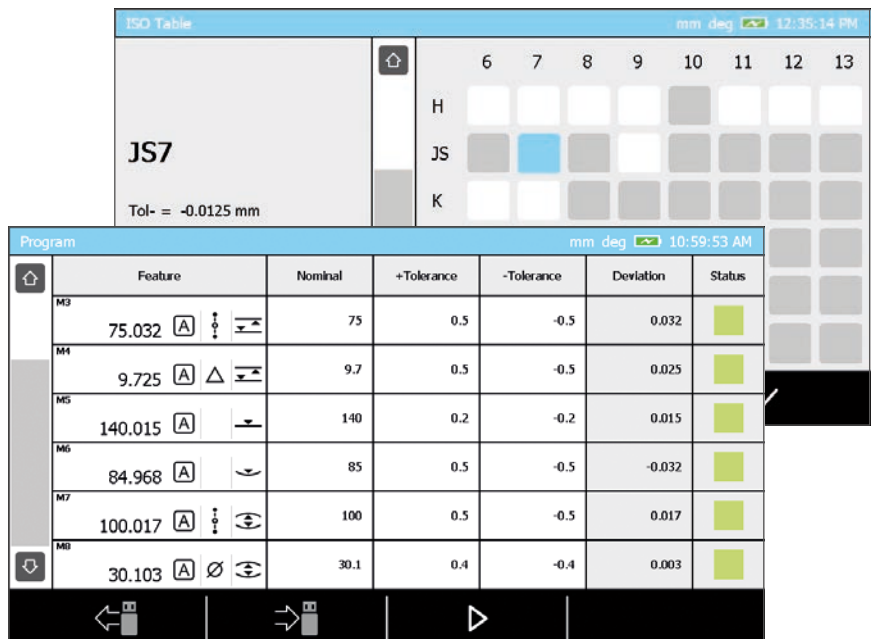 ISO Table mm deg 12:35:14 PM
6 7 8 9 10 11 12 13
H
JS7
JS
Tol- = -0.0125 mm
K
Program mm deg 10:59:53 AM
Feature Nominal +Tolerance -Tolerance Deviation Status
M3
75.032 A 75 0.5 -0.5 0.032
M4
9.725 A 9.7 0.5 -0.5 0.025
M5
140.015 A 140 0.2 -0.2 0.015
M6
84.968 A 85 0.5 -0.5 -0.032
M7
100.017 A 100 0.5 -0.5 0.017
M8
30.103 A Ø 30.1 0.4 -0.4 0.003